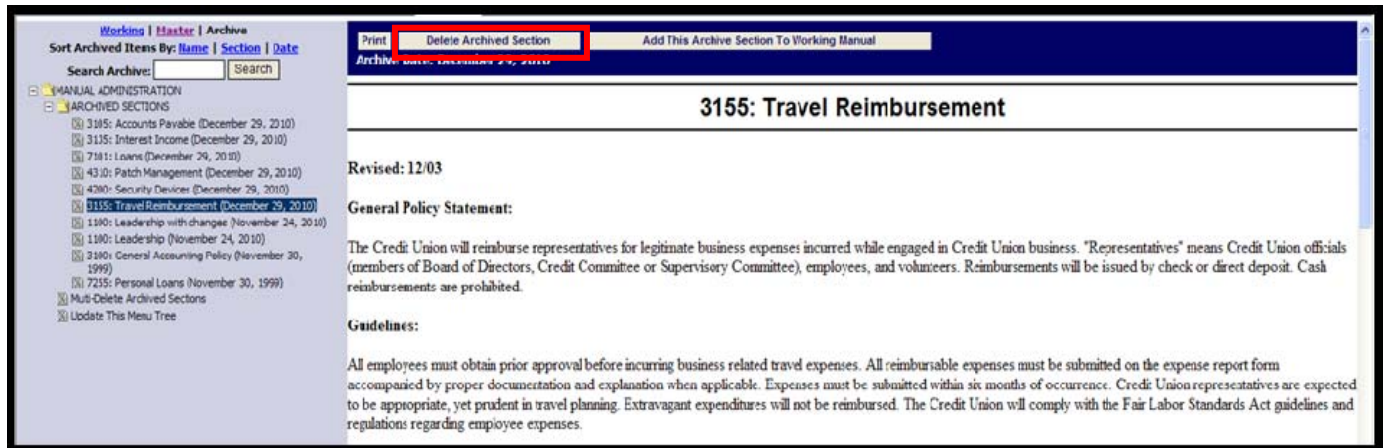 Working | Master | Archive
Sort Archived Items By: Name | Section | Date
Search Archive: Search
MANUAL ADMINISTRATION
ARCHIVED SECTIONS
3105: Accounts Payable (December 29, 2010)
3135: Interest Income (December 29, 2010)
7101: Loans (December 29, 2010)
4310: Patch Management (December 29, 2010)
4200: Security Devices (December 29, 2010)
3155: Travel Reimbursement (December 29, 2010)
1100: Leadership with changes (November 24, 2010)
1100: Leadership (November 24, 2010)
3100: General Accounting Policy (November 30,
1999)
7255: Personal Loans (November 30, 1999)
Muti-Delete Archived Sections
Update This Menu Tree
Print Delete Archived Section Add This Archive Section To Working Manual
Archive Date: December 29, 2010
3155: Travel Reimbursement
Revised: 12/03
General Policy Statement:
The Credit Union will reimburse representatives for legitimate business expenses incurred while engaged in Credit Union business. "Representatives" means Credit Union officials
(members of Board of Directors, Credit Committee or Supervisory Committee), employees, and volunteers. Reimbursements will be issued by check or direct deposit. Cash
reimbursements are prohibited.
Guidelines:
All employees must obtain prior approval before incurring business related travel expenses. All reimbursable expenses must be submitted on the expense report form
accompanied by proper documentation and explanation when applicable. Expenses must be submitted within six months of occurrence. Credit Union representatives are expected
to be appropriate, yet prudent in travel planning. Extravagant expenditures will not be reimbursed. The Credit Union will comply with the Fair Labor Standards Act guidelines and
regulations regarding employee expenses.